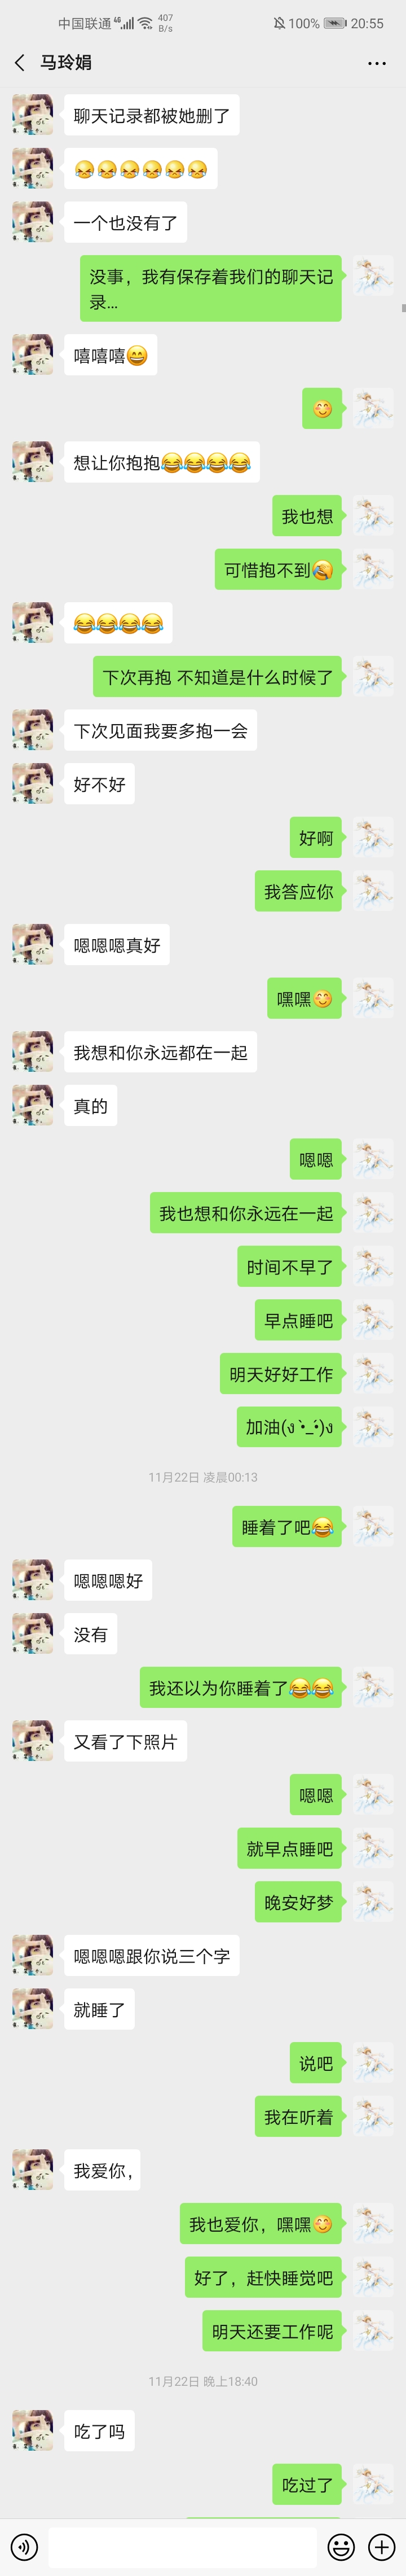 中国联通 46 407 B/s 100% 20:55
马玲娟
聊天记录都被她删了
😹😹😹😹😹😹
一个也没有了
没事，我有保存着我们的聊天记
录...
嘻嘻嘻😄
😊
想让你抱抱😂😂😂😂
我也想
可惜抱不到🤦
😂😂😂😂
下次再抱 不知道是什么时候了
下次见面我要多抱一会
好不好
好啊
我答应你
嗯嗯嗯真好
嘿嘿😊
我想和你永远都在一起
真的
嗯嗯
我也想和你永远在一起
时间不早了
早点睡吧
明天好好工作
加油(ง •̀_•́)ง
11月22日 凌晨00:13
睡着了吧😂
嗯嗯嗯好
没有
我还以为你睡着了😂😂
又看了下照片
嗯嗯
就早点睡吧
晚安好梦
嗯嗯嗯跟你说三个字
就睡了
说吧
我在听着
我爱你，
我也爱你，嘿嘿😊
好了，赶快睡觉吧
明天还要工作呢
11月22日 晚上18:40
吃了吗
吃过了